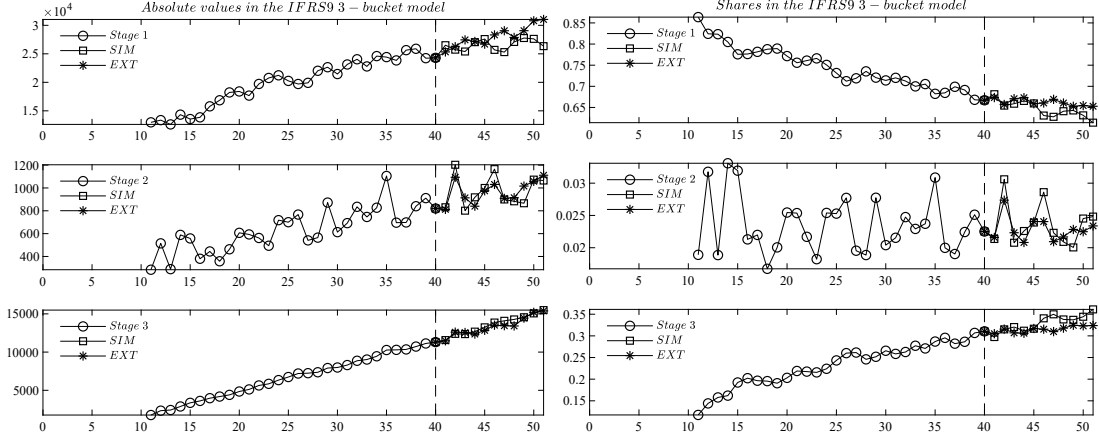 Absolute values in the IFRS9 3 − bucket model
×10⁴
3
2.5
2
1.5
Stage 1
SIM
EXT
0 5 10 15 20 25 30 35 40 45 50
1200
1000
800
600
400
Stage 2
SIM
EXT
0 5 10 15 20 25 30 35 40 45 50
15000
10000
5000
Stage 3
SIM
EXT
0 5 10 15 20 25 30 35 40 45 50
Shares in the IFRS9 3 − bucket model
0.85
0.8
0.75
0.7
0.65
Stage 1
SIM
EXT
0 5 10 15 20 25 30 35 40 45 50
0.03
0.025
0.02
Stage 2
SIM
EXT
0 5 10 15 20 25 30 35 40 45 50
0.35
0.3
0.25
0.2
0.15
Stage 3
SIM
EXT
0 5 10 15 20 25 30 35 40 45 50